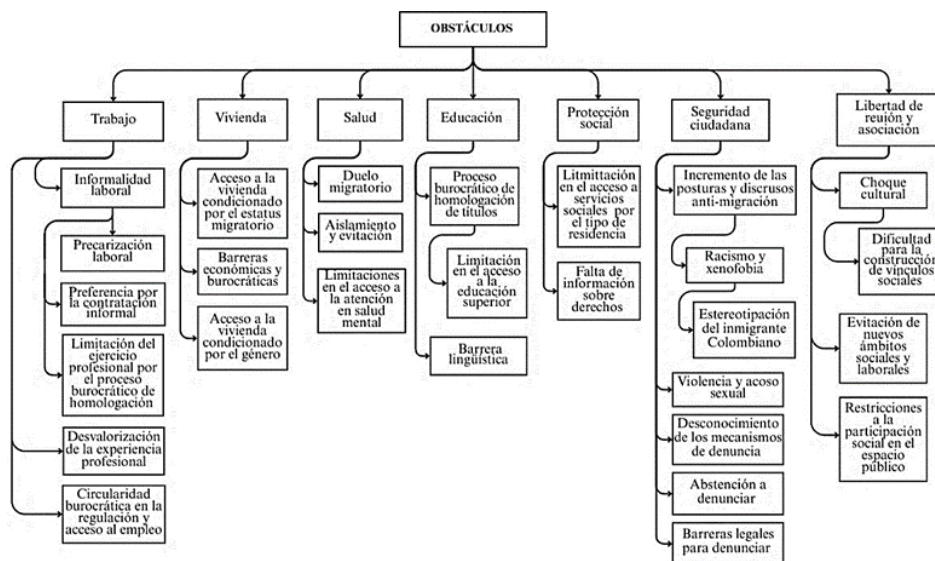 OBSTÁCULOS
Trabajo
Informalidad
laboral
Precarización
laboral
Preferencia por
la contratación
informal
Limitación del
ejercicio
profesional por
el proceso
burocrático de
homologación
Desvalorización
de la experiencia
profesional
Circularidad
burocrática en la
regulación y
acceso al empleo
Vivienda
Acceso a la
vivienda
condicionado
por el estatus
migratorio
Barreras
económicas y
burocráticas
Acceso a la
vivienda
condicionado
por el género
Salud
Duelo
migratorio
Aislamiento y
evitación
Limitaciones
en el acceso a
la atención
en salud
mental
Educación
Proceso
burocrático de
homologación
de títulos
Limitación
en el acceso
a la
educación
superior
Barrera
lingüística
Protección
social
Litmittación
en el acceso a
servicios
sociales por
el tipo de
residencia
Falta de
información
sobre
derechos
Seguridad
ciudadana
Incremento de las
posturas y discrusos
anti-migración
Racismo y
xenofobia
Estereotipación
del inmigrante
Colombiano
Violencia y acoso
sexual
Desconocimiento
de los mecanismos
de denuncia
Abstención a
denunciar
Barreras legales
para denunciar
Libertad de
reuión y
asociación
Choque
cultural
Dificultad
para la
construcción
de vínculos
sociales
Evitación de
nuevos
ámbitos
sociales y
laborales
Restricciones
a la
participación
social en el
espacio
público